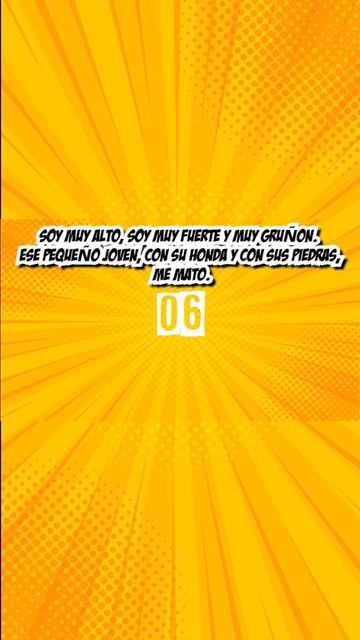 SOY MUY ALTO, SOY MUY FUERTE Y MUY GRUÑON.
ESE PEQUEÑO JOVEN, CON SU HONDA Y CON SUS PIEDRAS,
ME MATO.
06